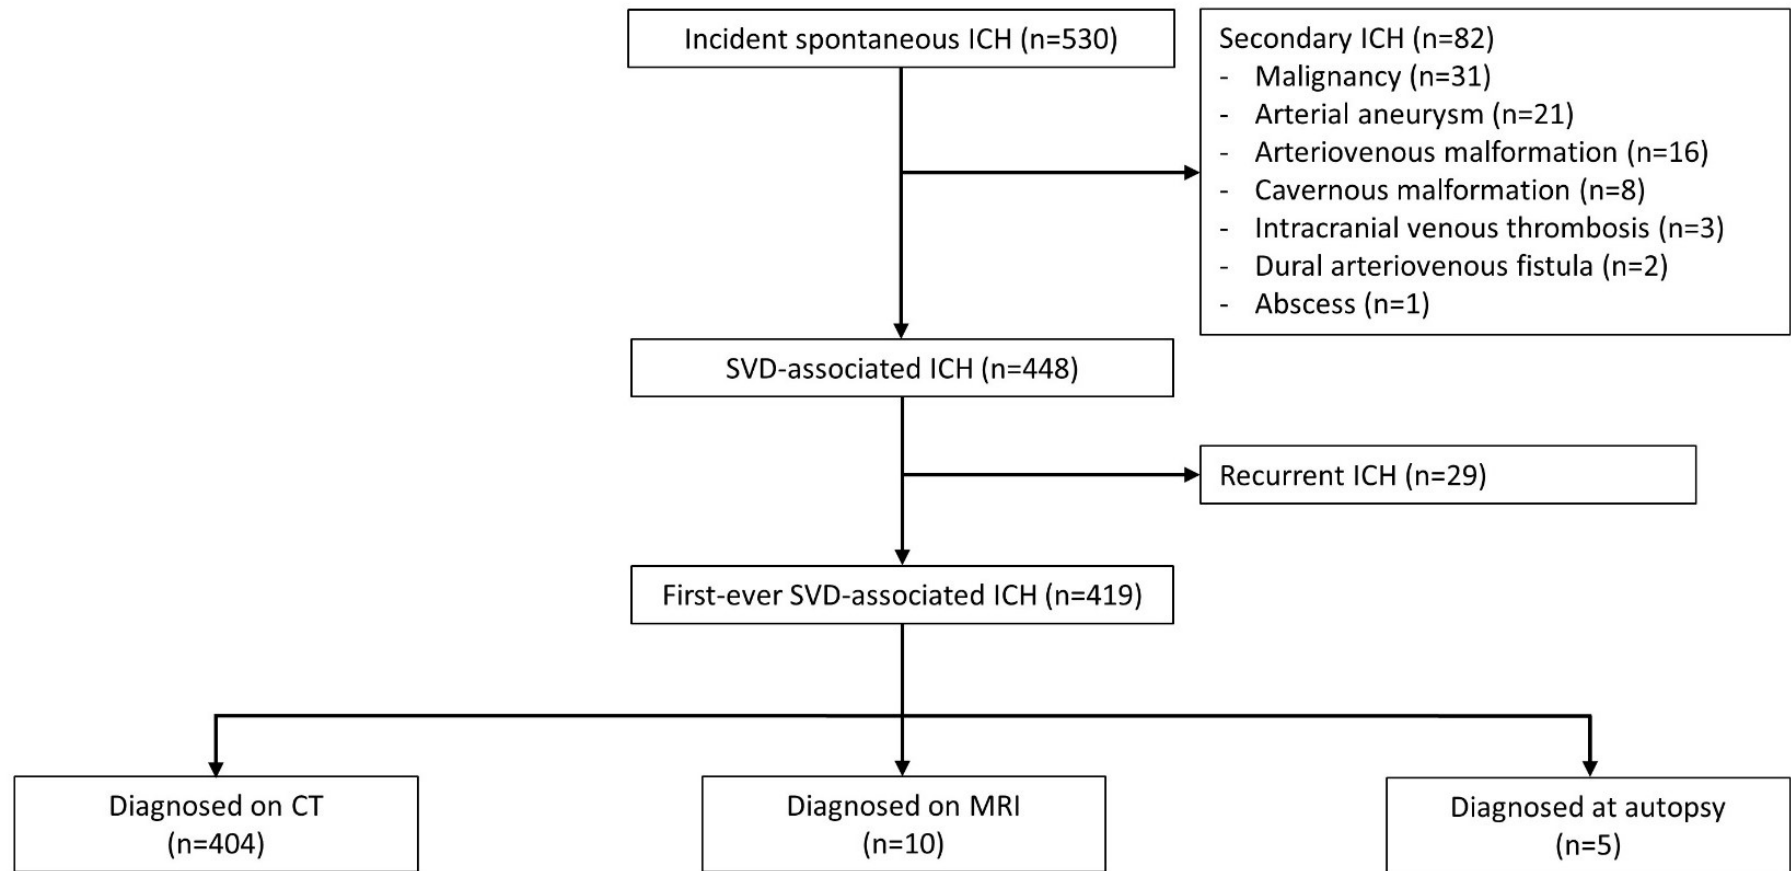 Incident spontaneous ICH (n=530)
Secondary ICH (n=82)
- Malignancy (n=31)
- Arterial aneurysm (n=21)
- Arteriovenous malformation (n=16)
- Cavernous malformation (n=8)
- Intracranial venous thrombosis (n=3)
- Dural arteriovenous fistula (n=2)
- Abscess (n=1)
SVD-associated ICH (n=448)
Recurrent ICH (n=29)
First-ever SVD-associated ICH (n=419)
Diagnosed on CT
(n=404)
Diagnosed on MRI
(n=10)
Diagnosed at autopsy
(n=5)